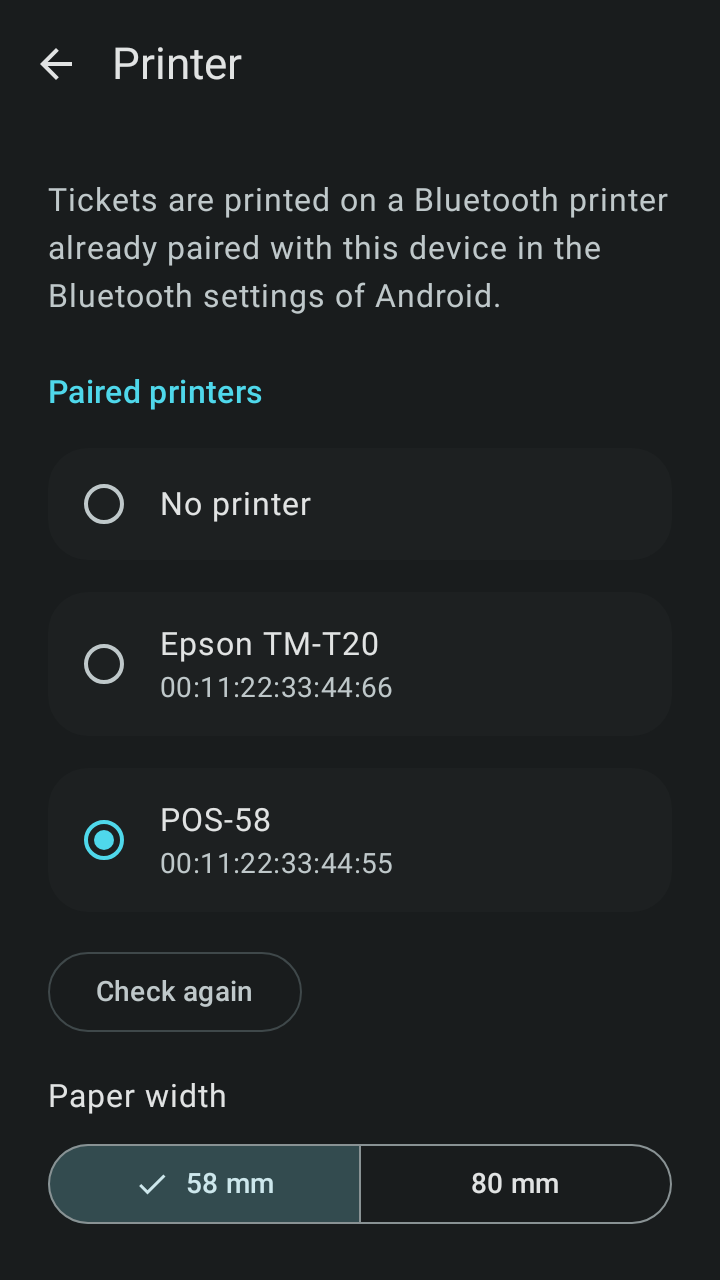 Printer
Tickets are printed on a Bluetooth printer
already paired with this device in the
Bluetooth settings of Android.
Paired printers
No printer
Epson TM-T20
00:11:22:33:44:66
POS-58
00:11:22:33:44:55
Check again
Paper width
58 mm
80 mm